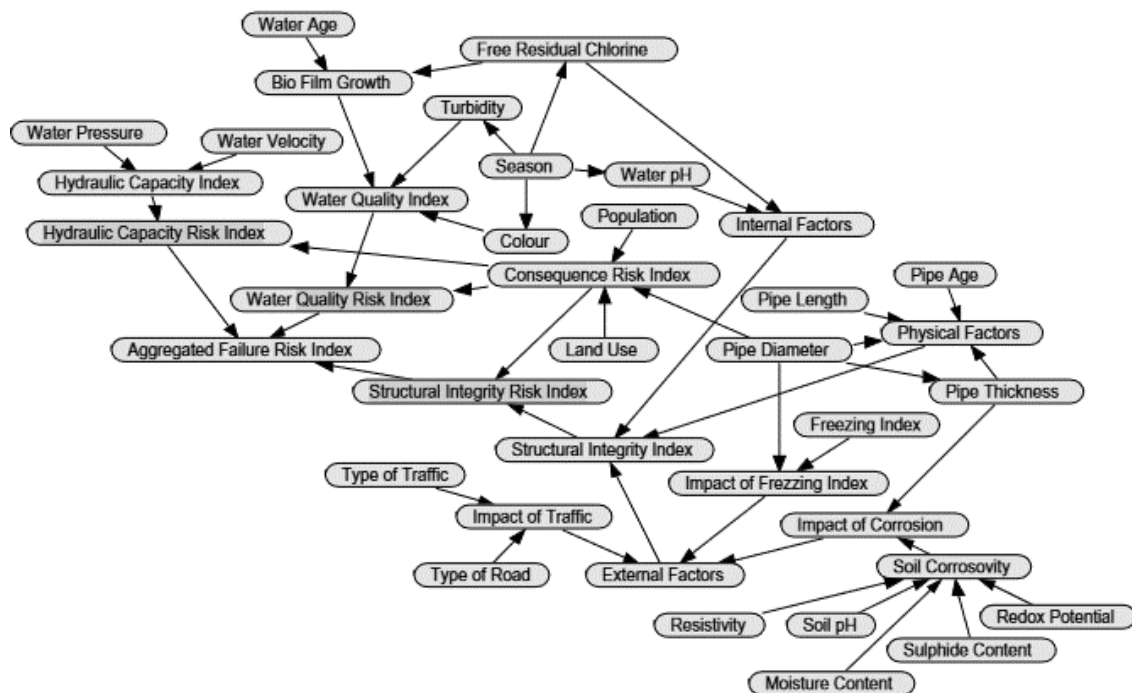 Water Age
Free Residual Chlorine
Bio Film Growth
Turbidity
Water Pressure
Water Velocity
Season
Water pH
Hydraulic Capacity Index
Water Quality Index
Population
Internal Factors
Hydraulic Capacity Risk Index
Colour
Consequence Risk Index
Pipe Age
Water Quality Risk Index
Pipe Length
Physical Factors
Aggregated Failure Risk Index
Land Use
Pipe Diameter
Structural Integrity Risk Index
Pipe Thickness
Freezing Index
Structural Integrity Index
Type of Traffic
Impact of Frezzing Index
Impact of Traffic
Impact of Corrosion
Type of Road
External Factors
Soil Corrosovity
Resistivity
Soil pH
Redox Potential
Sulphide Content
Moisture Content